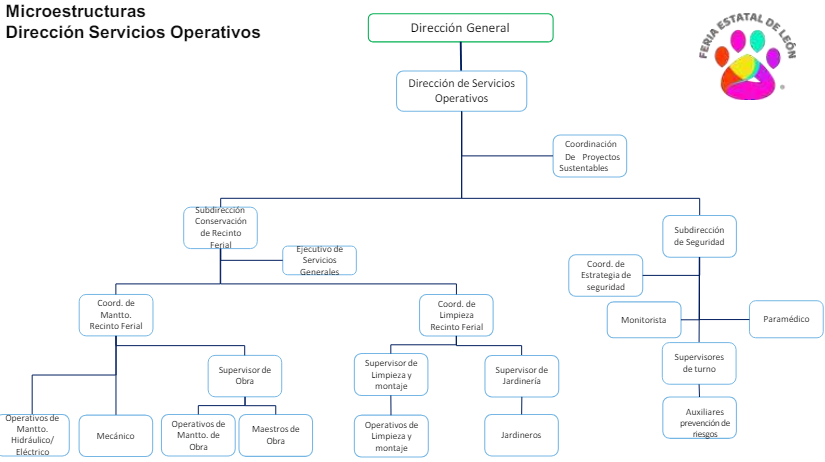 Microestructuras
Dirección Servicios Operativos
Dirección General
FERIA ESTATAL DE LEÓN
Dirección de Servicios
Operativos
Coordinación
De Proyectos
Sustentables
Subdirección
Conservación
de Recinto
Ferial
Subdirección
de Seguridad
Ejecutivo de
Servicios
Generales
Coord. de
Estrategia de
seguridad
Coord. de
Mantto.
Recinto Ferial
Coord. de
Limpieza
Recinto Ferial
Monitorista
Paramédico
Supervisor de
Obra
Supervisor de
Limpieza y
montaje
Supervisor de
Jardinería
Supervisores
de turno
Operativos de
Mantto.
Hidráulico/
Eléctrico
Mecánico
Operativos de
Mantto. de
Obra
Maestros de
Obra
Operativos de
Limpieza y
montaje
Jardineros
Auxiliares
prevención de
riesgos